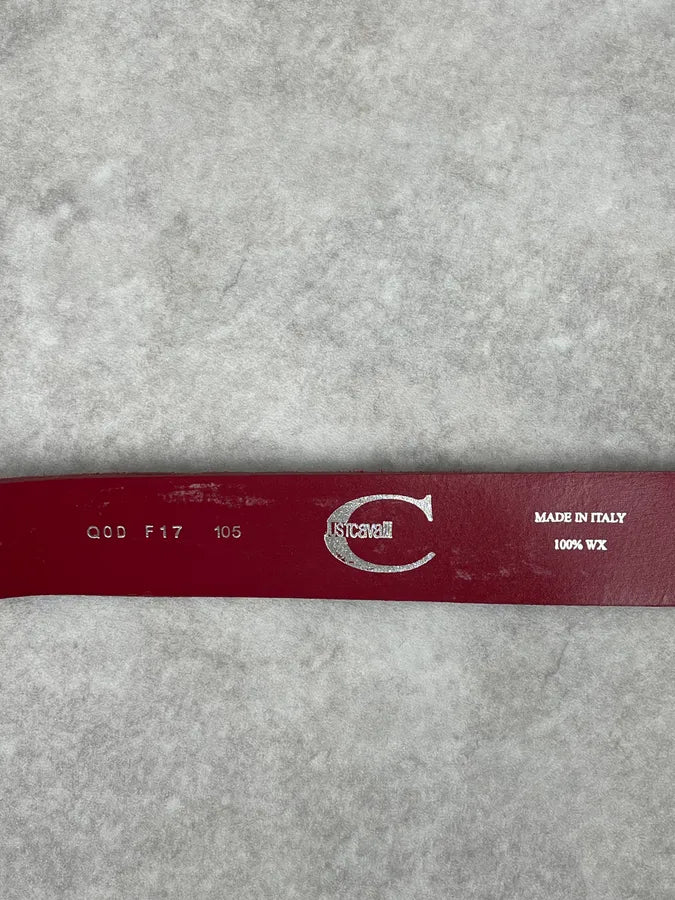 Q0D F17 105
JUSTcavalli
C
MADE IN ITALY
100% WX